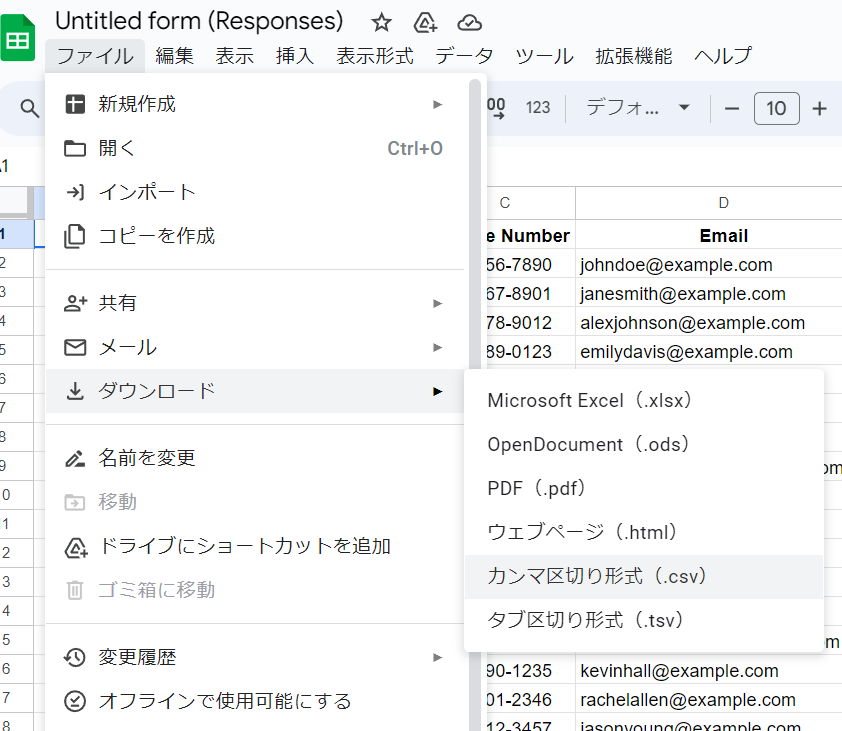 Untitled form (Responses)
ファイル 編集 表示 挿入 表示形式 データ ツール 拡張機能 ヘルプ
00 123 デフォ... 10
新規作成
開く Ctrl+O
インポート
コピーを作成
共有
メール
ダウンロード
名前を変更
移動
ドライブにショートカットを追加
ゴミ箱に移動
変更履歴
オフラインで使用可能にする
Microsoft Excel（.xlsx）
OpenDocument（.ods）
PDF（.pdf）
ウェブページ（.html）
カンマ区切り形式（.csv）
タブ区切り形式（.tsv）
C D
e Number Email
56-7890 johndoe@example.com
67-8901 janesmith@example.com
78-9012 alexjohnson@example.com
89-0123 emilydavis@example.com
om
m
90-1235 kevinhall@example.com
01-2346 rachelallen@example.com
12-3457 jasonyoung@example.com